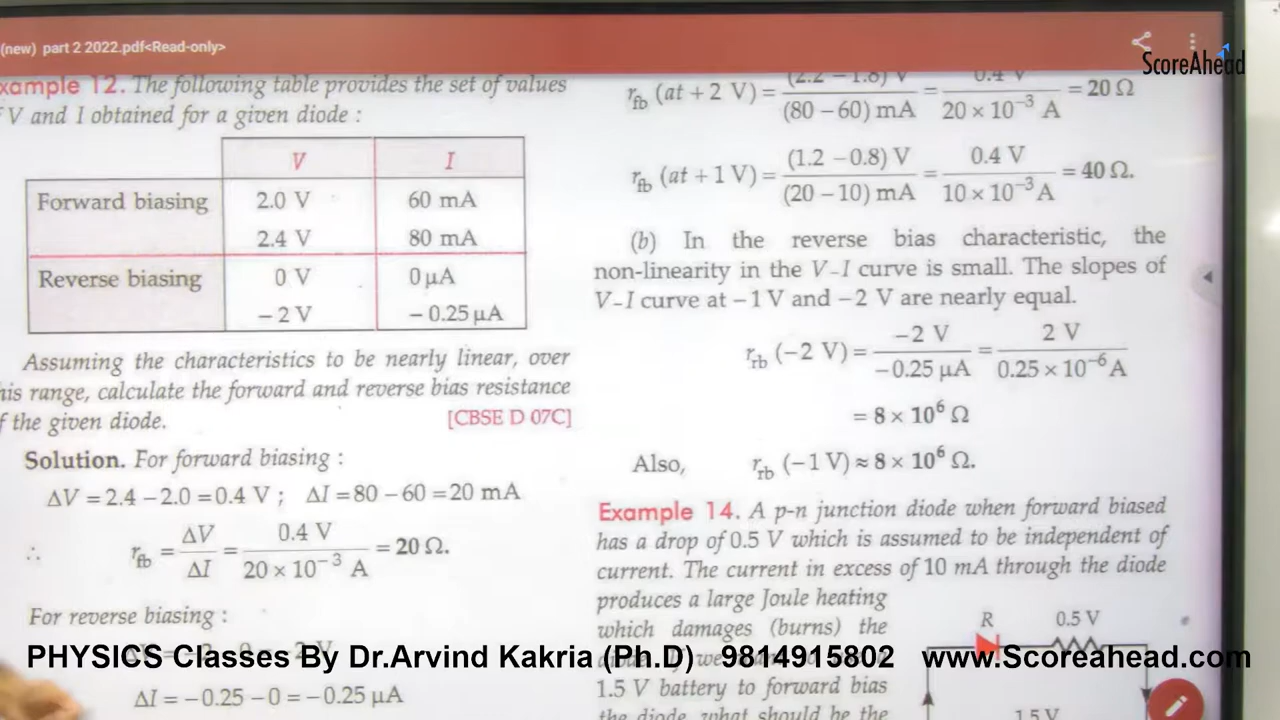 (new) part 2 2022.pdf<Read-only>
ScoreAhead
xample 12. The following table provides the set of values
f V and I obtained for a given diode :
V I
Forward biasing 2.0 V 60 mA
2.4 V 80 mA
Reverse biasing 0 V 0 μA
– 2 V – 0.25 μA
Assuming the characteristics to be nearly linear, over
his range, calculate the forward and reverse bias resistance
f the given diode. [CBSE D 07C]
Solution. For forward biasing :
ΔV = 2.4 – 2.0 = 0.4 V ; ΔI = 80 – 60 = 20 mA
∴ r_fb = ΔV/ΔI = 0.4 V / 20 × 10^–3 A = 20 Ω.
For reverse biasing :
ΔI = – 0.25 – 0 = – 0.25 μA
r_fb (at + 2 V) = (2.2 – 1.8) V / (80 – 60) mA = 0.4 V / 20 × 10^–3 A = 20 Ω
r_fb (at + 1 V) = (1.2 – 0.8) V / (20 – 10) mA = 0.4 V / 10 × 10^–3 A = 40 Ω.
(b) In the reverse bias characteristic, the
non-linearity in the V–I curve is small. The slopes of
V–I curve at – 1 V and – 2 V are nearly equal.
r_rb (– 2 V) = – 2 V / – 0.25 μA = 2 V / 0.25 × 10^–6 A
= 8 × 10^6 Ω
Also, r_rb (– 1 V) ≈ 8 × 10^6 Ω.
Example 14. A p-n junction diode when forward biased
has a drop of 0.5 V which is assumed to be independent of
current. The current in excess of 10 mA through the diode
produces a large Joule heating
which damages (burns) the
1.5 V battery to forward bias
the diode, what should be the
R 0.5 V
1.5 V
PHYSICS Classes By Dr.Arvind Kakria (Ph.D) 9814915802 www.Scoreahead.com